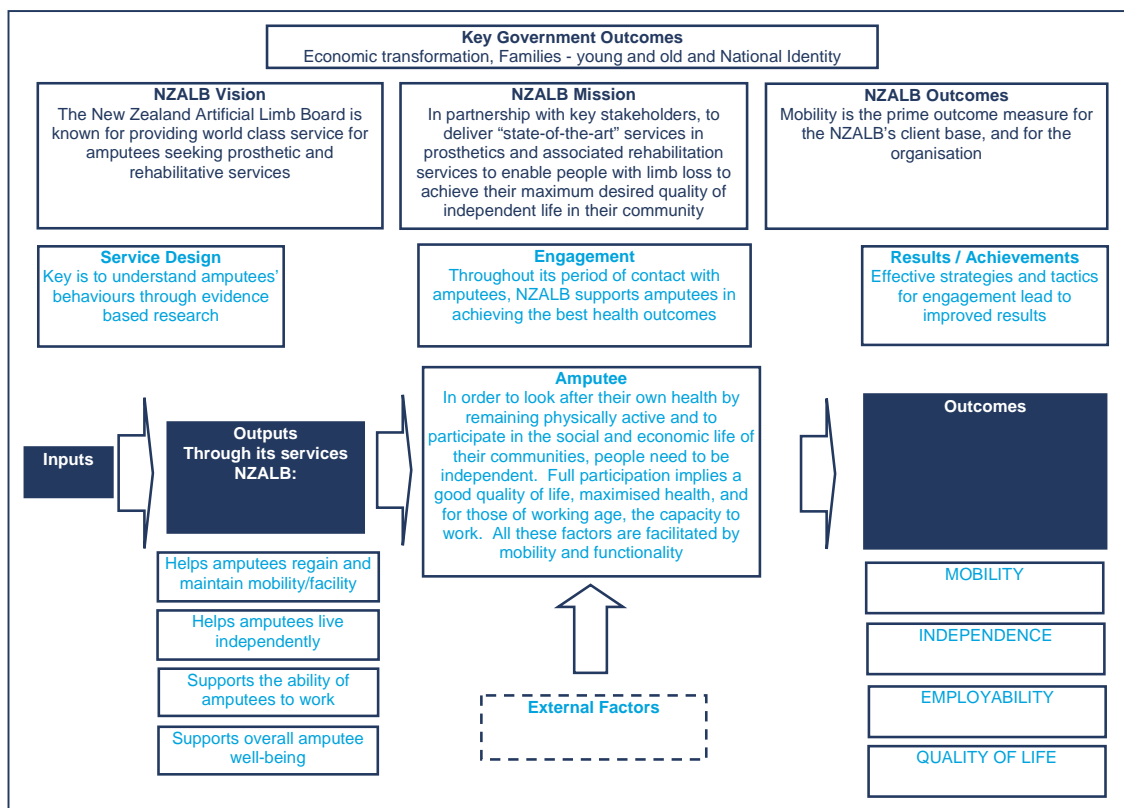 Key Government Outcomes
Economic transformation, Families - young and old and National Identity
NZALB Vision
The New Zealand Artificial Limb Board is
known for providing world class service for
amputees seeking prosthetic and
rehabilitative services
NZALB Mission
In partnership with key stakeholders, to
deliver “state-of-the-art” services in
prosthetics and associated rehabilitation
services to enable people with limb loss to
achieve their maximum desired quality of
independent life in their community
NZALB Outcomes
Mobility is the prime outcome measure for
the NZALB’s client base, and for the
organisation
Service Design
Key is to understand amputees’
behaviours through evidence
based research
Engagement
Throughout its period of contact with
amputees, NZALB supports amputees in
achieving the best health outcomes
Results / Achievements
Effective strategies and tactics
for engagement lead to
improved results
Inputs
Outputs
Through its services
NZALB:
Helps amputees regain and
maintain mobility/facility
Helps amputees live
independently
Supports the ability of
amputees to work
Supports overall amputee
well-being
Amputee
In order to look after their own health by
remaining physically active and to
participate in the social and economic life of
their communities, people need to be
independent.  Full participation implies a
good quality of life, maximised health, and
for those of working age, the capacity to
work.  All these factors are facilitated by
mobility and functionality
External Factors
Outcomes
MOBILITY
INDEPENDENCE
EMPLOYABILITY
QUALITY OF LIFE